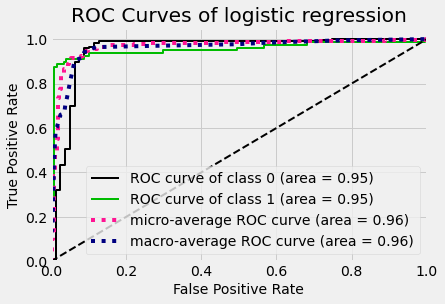 ROC Curves of logistic regression
True Positive Rate
1.0
0.8
0.6
0.4
0.2
0.0
ROC curve of class 0 (area = 0.95)
ROC curve of class 1 (area = 0.95)
micro-average ROC curve (area = 0.96)
macro-average ROC curve (area = 0.96)
0.0 0.2 0.4 0.6 0.8 1.0
False Positive Rate